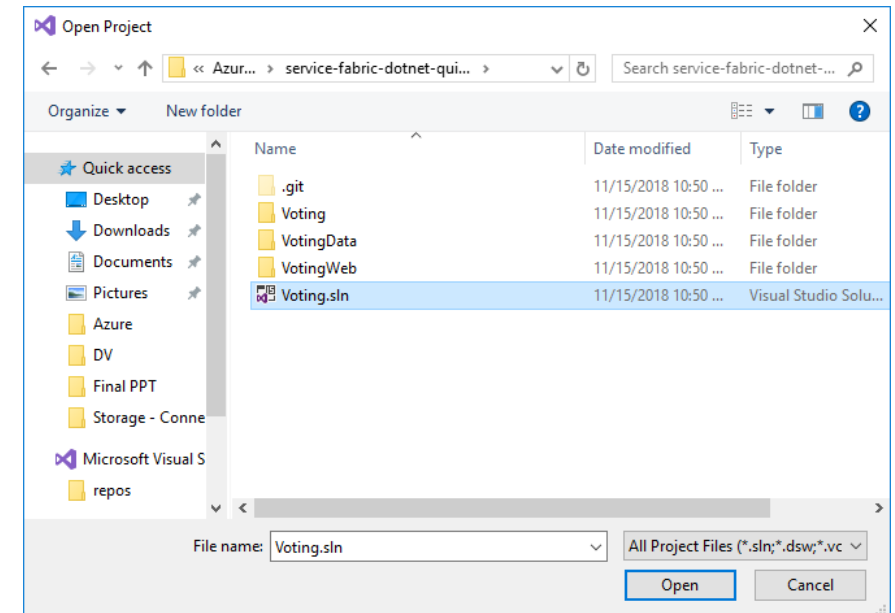 Open Project
« Azur... › service-fabric-dotnet-qui... ›
Search service-fabric-dotnet-...
Organize
New folder
Name Date modified Type
Quick access
Desktop
Downloads
Documents
Pictures
Azure
DV
Final PPT
Storage - Conne
Microsoft Visual S
repos
.git 11/15/2018 10:50 ... File folder
Voting 11/15/2018 10:50 ... File folder
VotingData 11/15/2018 10:50 ... File folder
VotingWeb 11/15/2018 10:50 ... File folder
Voting.sln 11/15/2018 10:50 ... Visual Studio Solu...
File name: Voting.sln
All Project Files (*.sln;*.dsw;*.vc
Open
Cancel